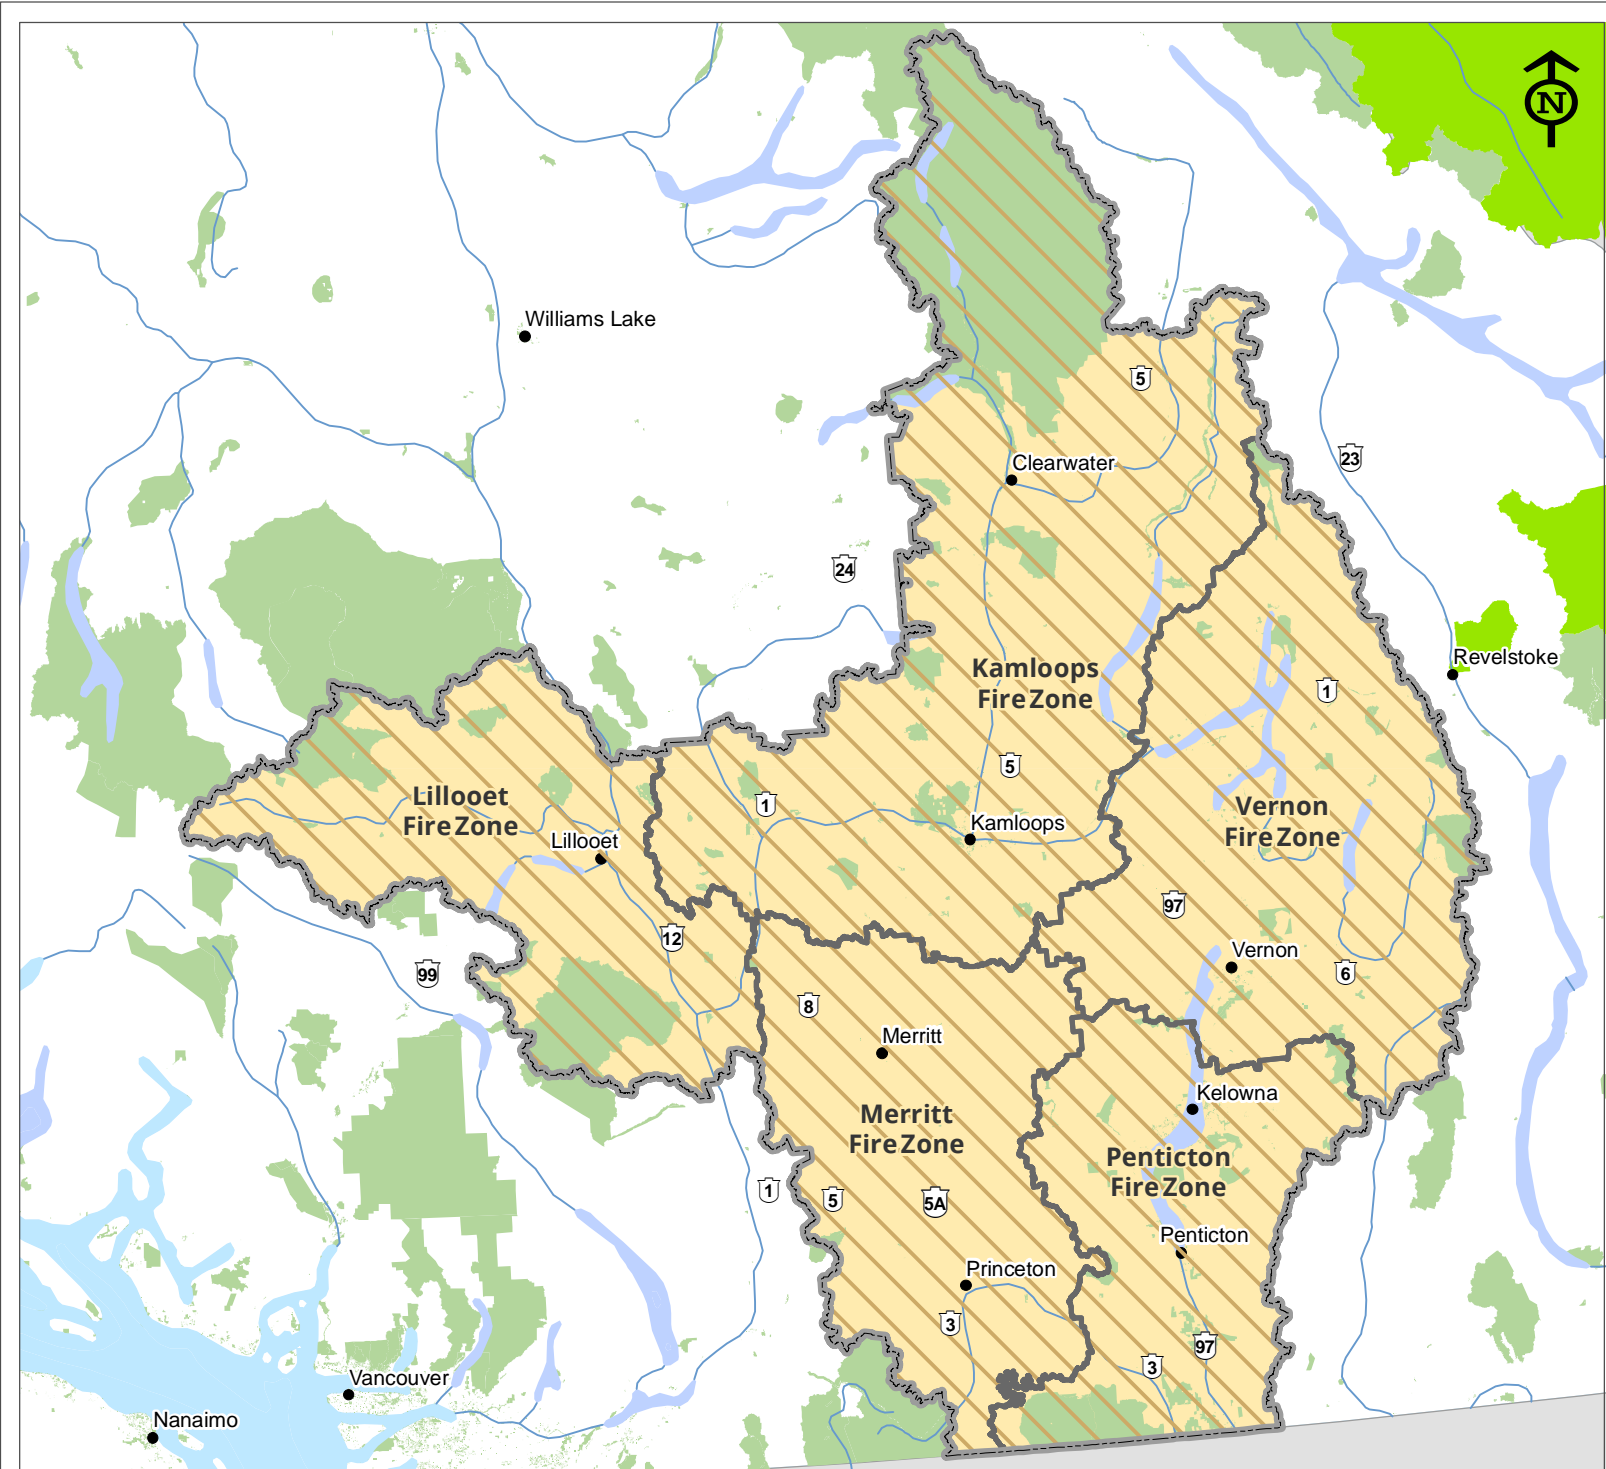 N
Williams Lake
5
Clearwater
23
24
Revelstoke
Kamloops
Fire Zone
1
5
Lillooet
Fire Zone
1
Vernon
Fire Zone
Kamloops
Lillooet
97
12
Vernon
99
6
8
Merritt
Kelowna
Merritt
Fire Zone
Penticton
Fire Zone
1
5
5A
Penticton
Princeton
3
97
3
Vancouver
Nanaimo